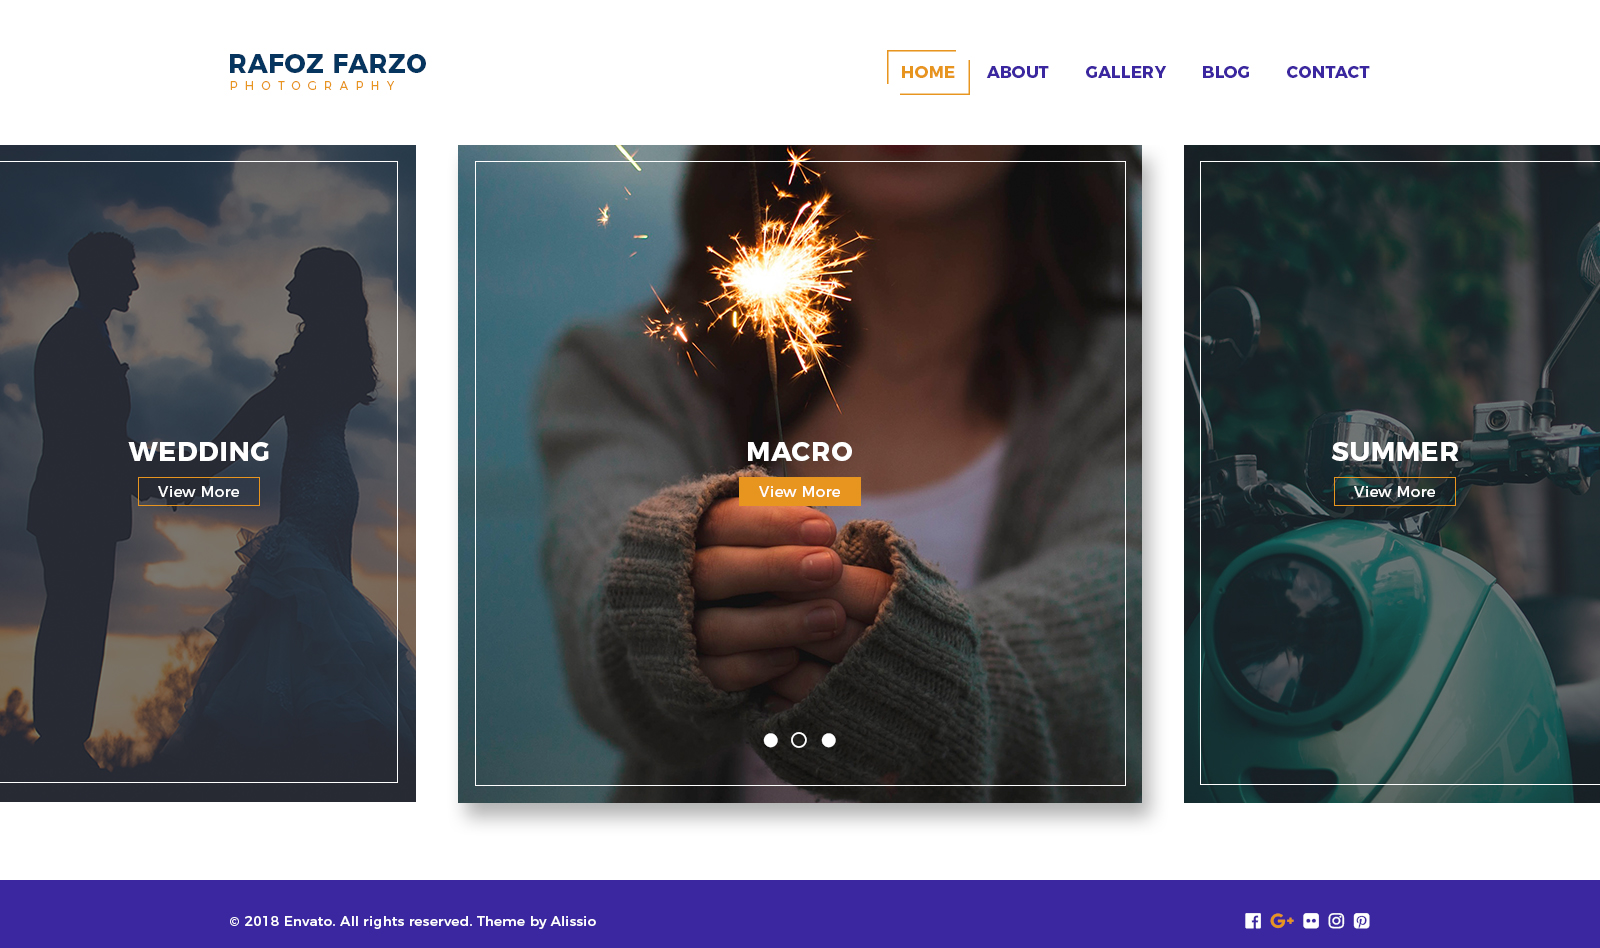 RAFOZ FARZO
PHOTOGRAPHY
HOME ABOUT GALLERY BLOG CONTACT
WEDDING
View More
MACRO
View More
SUMMER
View More
© 2018 Envato. All rights reserved. Theme by Alissio